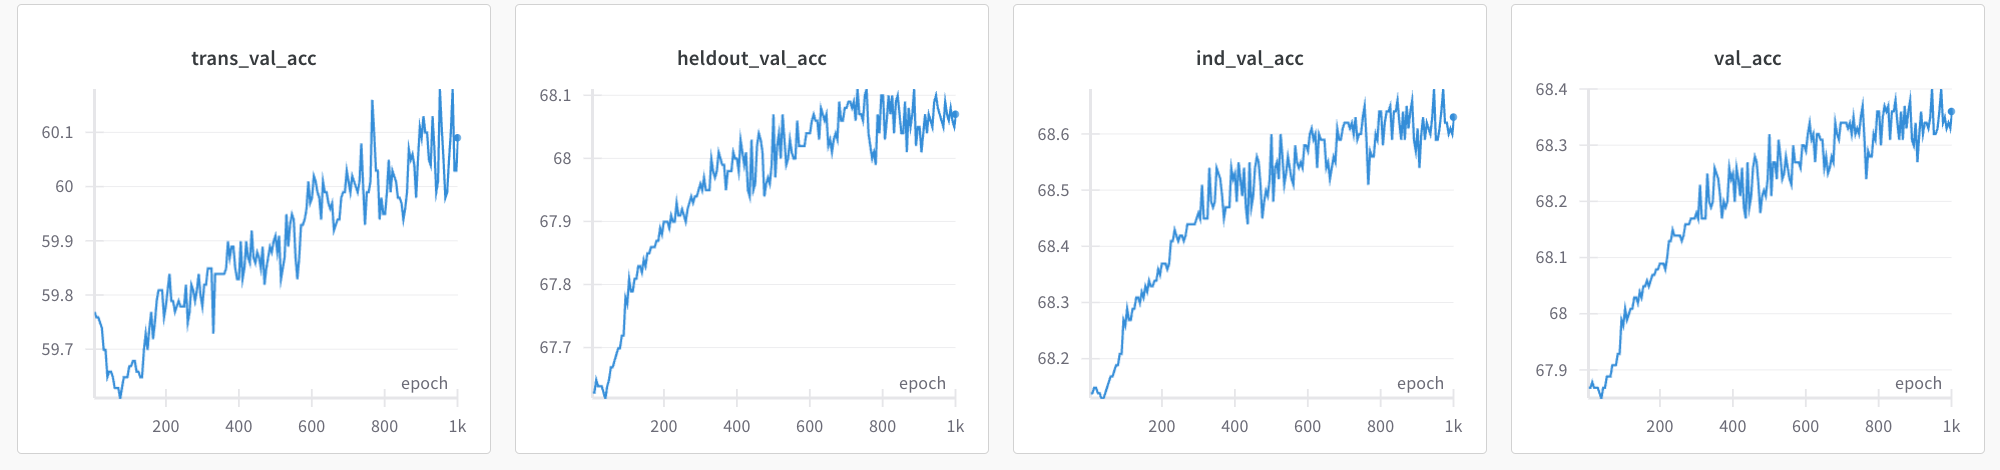 trans_val_acc
60.1
60
59.9
59.8
59.7
epoch
200 400 600 800 1k
heldout_val_acc
68.1
68
67.9
67.8
67.7
epoch
200 400 600 800 1k
ind_val_acc
68.6
68.5
68.4
68.3
68.2
epoch
200 400 600 800 1k
val_acc
68.4
68.3
68.2
68.1
68
67.9
epoch
200 400 600 800 1k